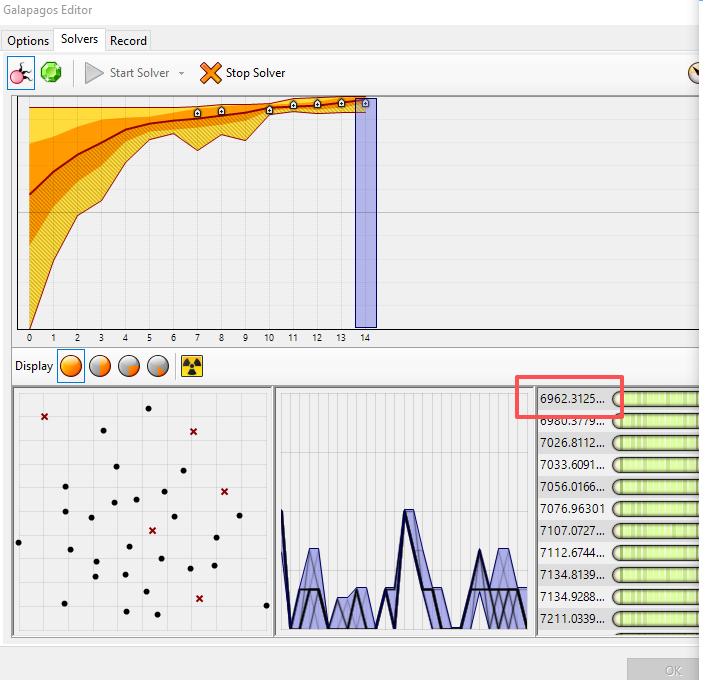 Galapagos Editor
Options Solvers Record
Start Solver Stop Solver
0 1 2 3 4 5 6 7 8 9 10 11 12 13 14
Display
6962.3125...
6980.3779...
7026.8112...
7033.6091...
7056.0166...
7076.96301
7107.0727...
7112.6744...
7134.8139...
7134.9288...
7211.0339...
OK